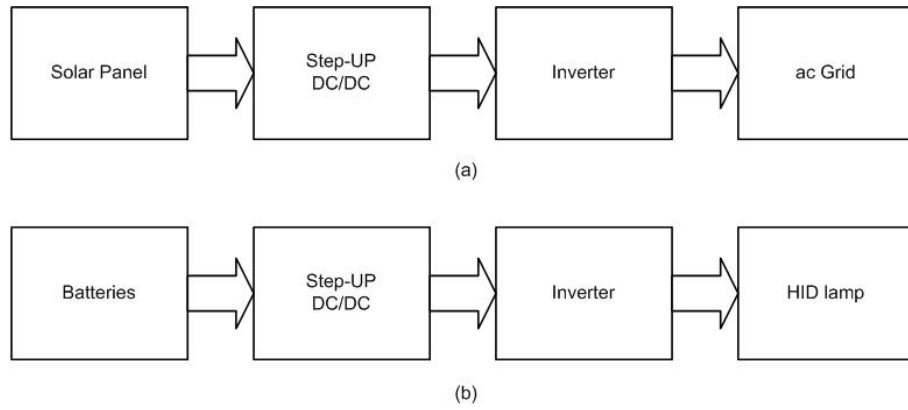 Solar Panel
Step-UP
DC/DC
Inverter
ac Grid
(a)
Batteries
Step-UP
DC/DC
Inverter
HID lamp
(b)